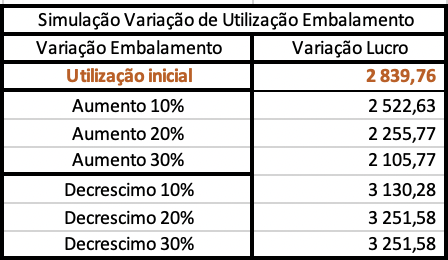 Simulação Variação de Utilização Embalamento
Variação Embalamento Variação Lucro
Utilização inicial 2 839,76
Aumento 10% 2 522,63
Aumento 20% 2 255,77
Aumento 30% 2 105,77
Decrescimo 10% 3 130,28
Decrescimo 20% 3 251,58
Decrescimo 30% 3 251,58